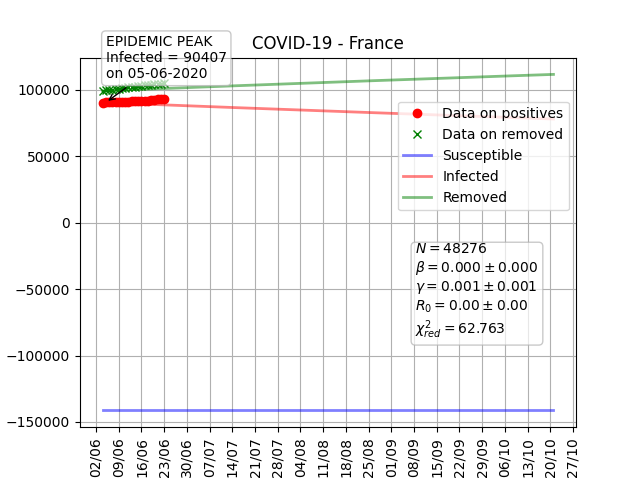 COVID-19 - France
EPIDEMIC PEAK
Infected = 90407
on 05-06-2020
100000
50000
0
−50000
−100000
−150000
Data on positives
Data on removed
Susceptible
Infected
Removed
N = 48276
β = 0.000 ± 0.000
γ = 0.001 ± 0.001
R₀ = 0.00 ± 0.00
χ²_red = 62.763
02/06
09/06
16/06
23/06
30/06
07/07
14/07
21/07
28/07
04/08
11/08
18/08
25/08
01/09
08/09
15/09
22/09
29/09
06/10
13/10
20/10
27/10